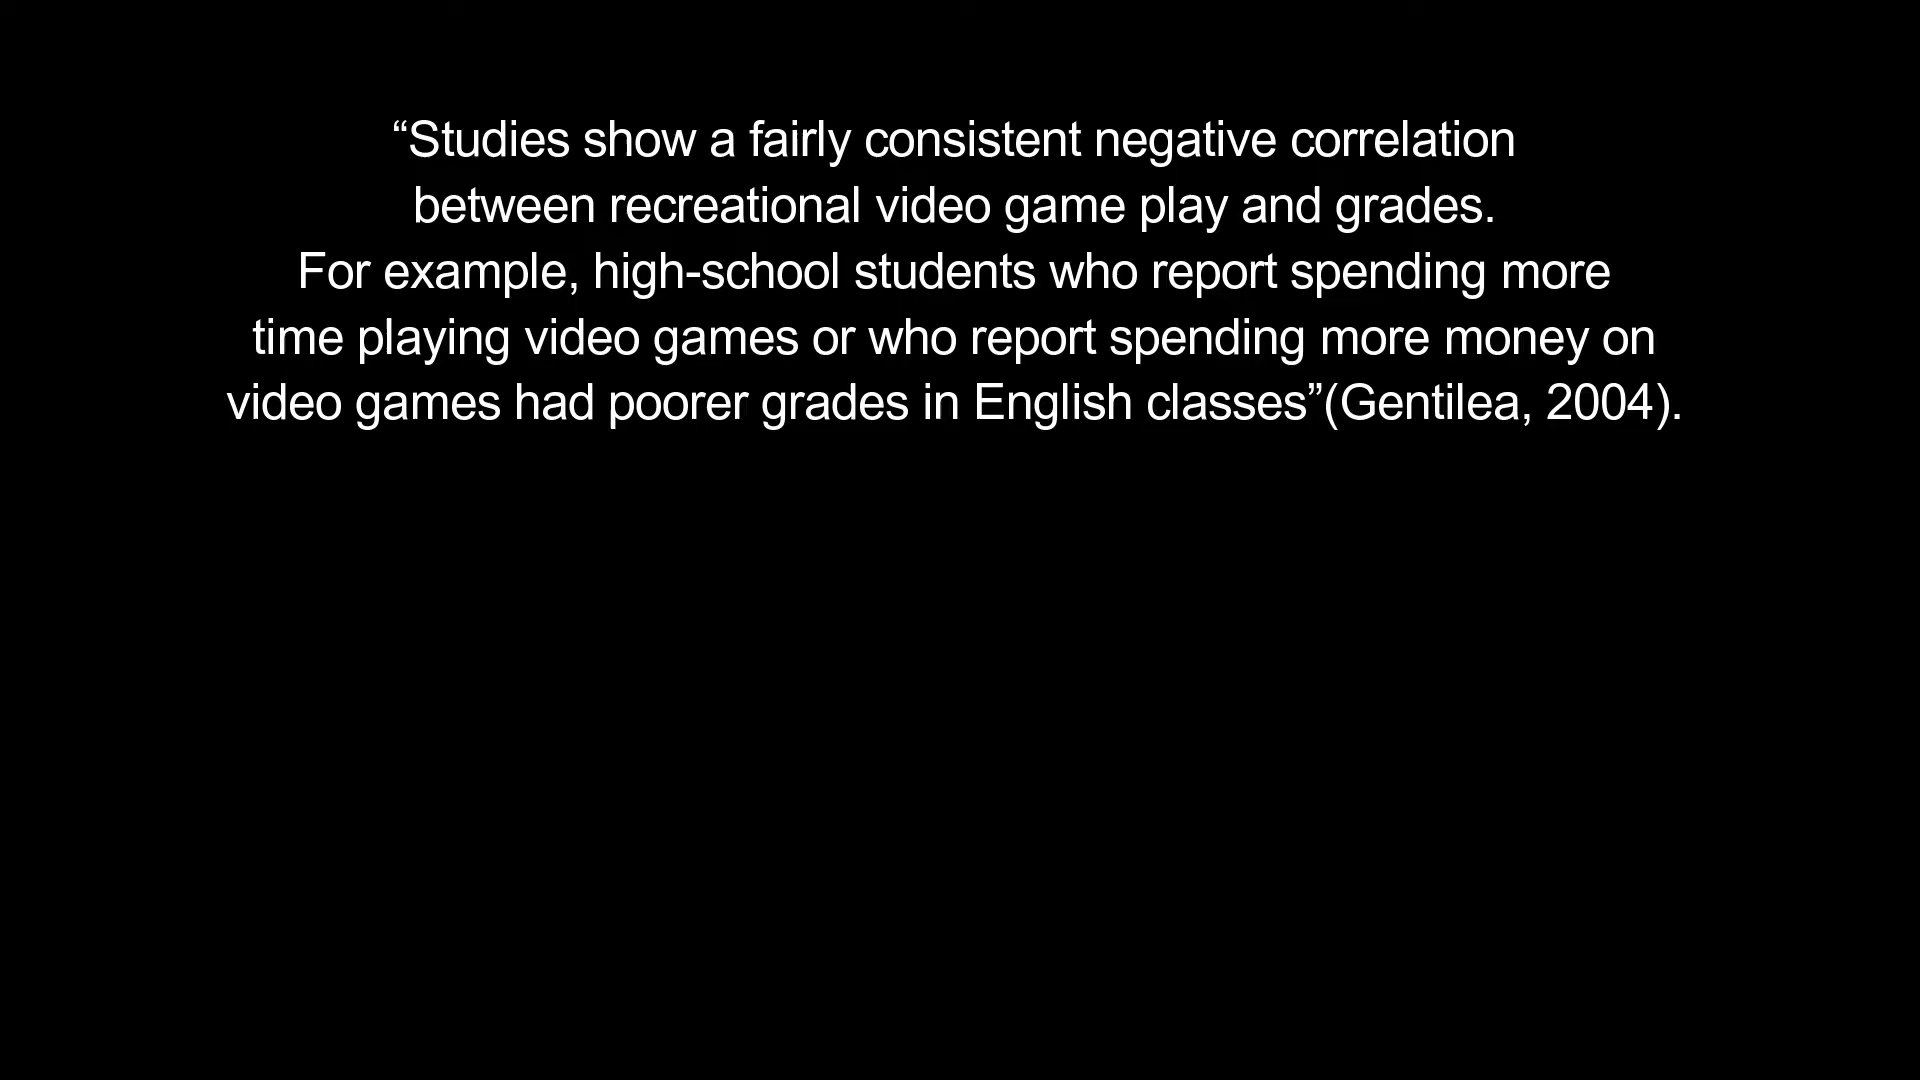 “Studies show a fairly consistent negative correlation
between recreational video game play and grades.
For example, high-school students who report spending more
time playing video games or who report spending more money on
video games had poorer grades in English classes”(Gentilea, 2004).